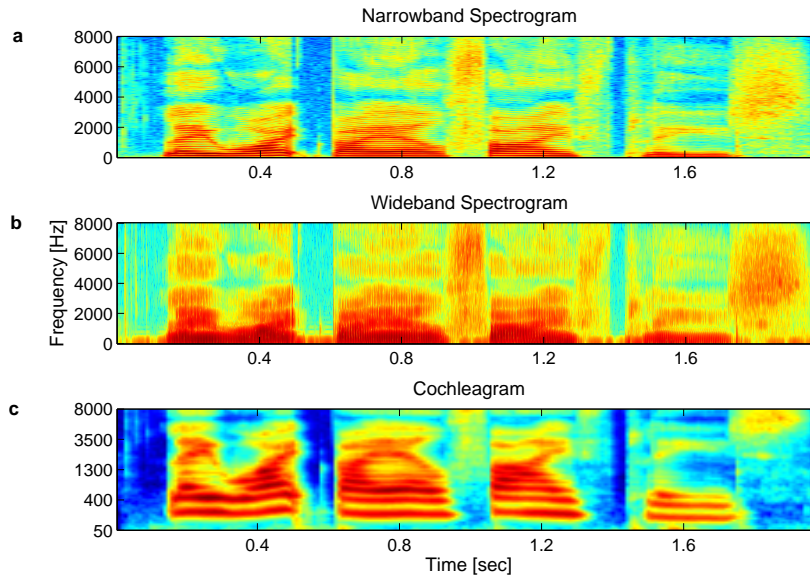 Narrowband Spectrogram
a
8000
6000
4000
2000
0
0.4 0.8 1.2 1.6
Wideband Spectrogram
b
Frequency [Hz]
8000
6000
4000
2000
0
0.4 0.8 1.2 1.6
Cochleagram
c
8000
3500
1300
400
50
0.4 0.8 1.2 1.6
Time [sec]